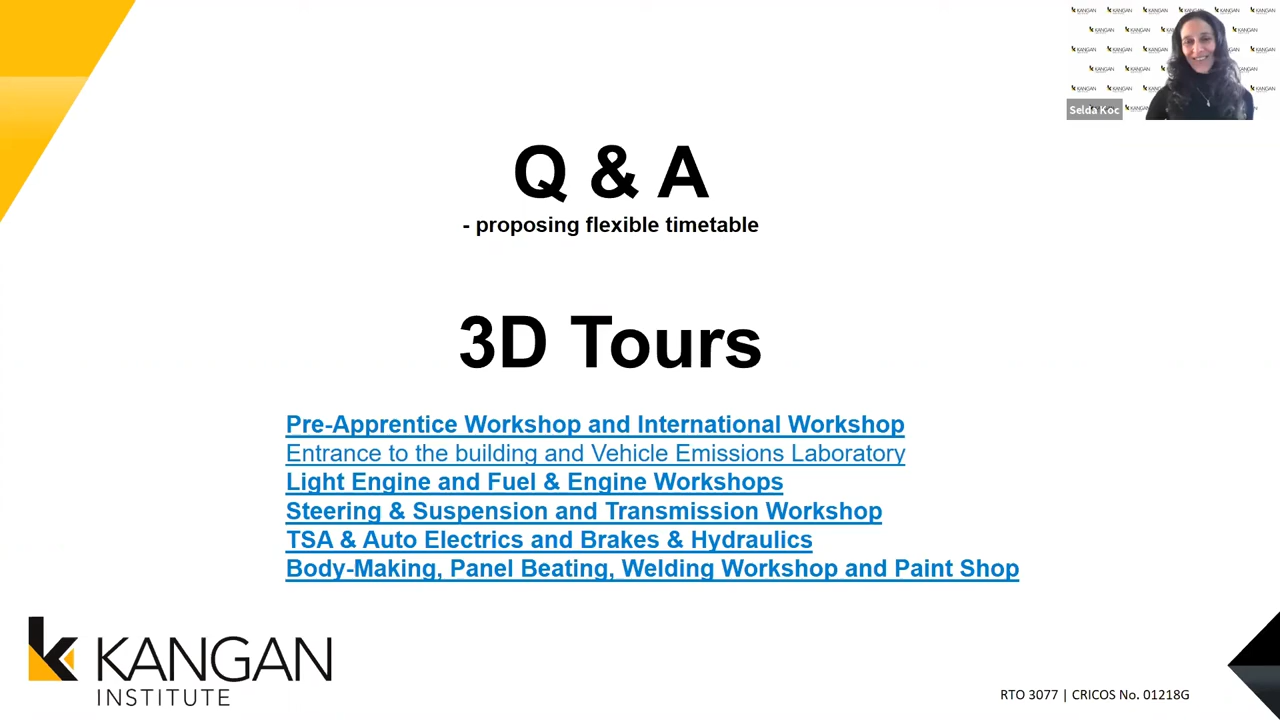 Selda Koc
Q & A
- proposing flexible timetable
3D Tours
Pre-Apprentice Workshop and International Workshop
Entrance to the building and Vehicle Emissions Laboratory
Light Engine and Fuel & Engine Workshops
Steering & Suspension and Transmission Workshop
TSA & Auto Electrics and Brakes & Hydraulics
Body-Making, Panel Beating, Welding Workshop and Paint Shop
KANGAN
INSTITUTE
RTO 3077 | CRICOS No. 01218G